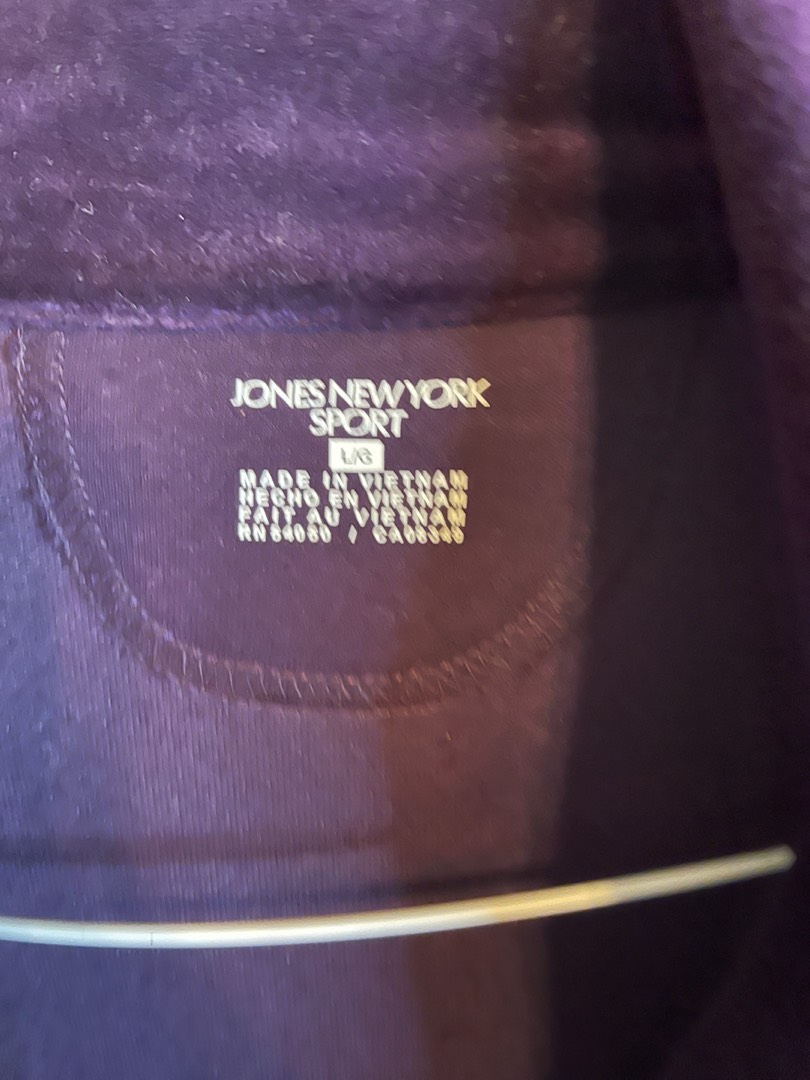 JONES NEW YORK
SPORT
L/G
MADE IN VIETNAM
HECHO EN VIETNAM
FAIT AU VIETNAM